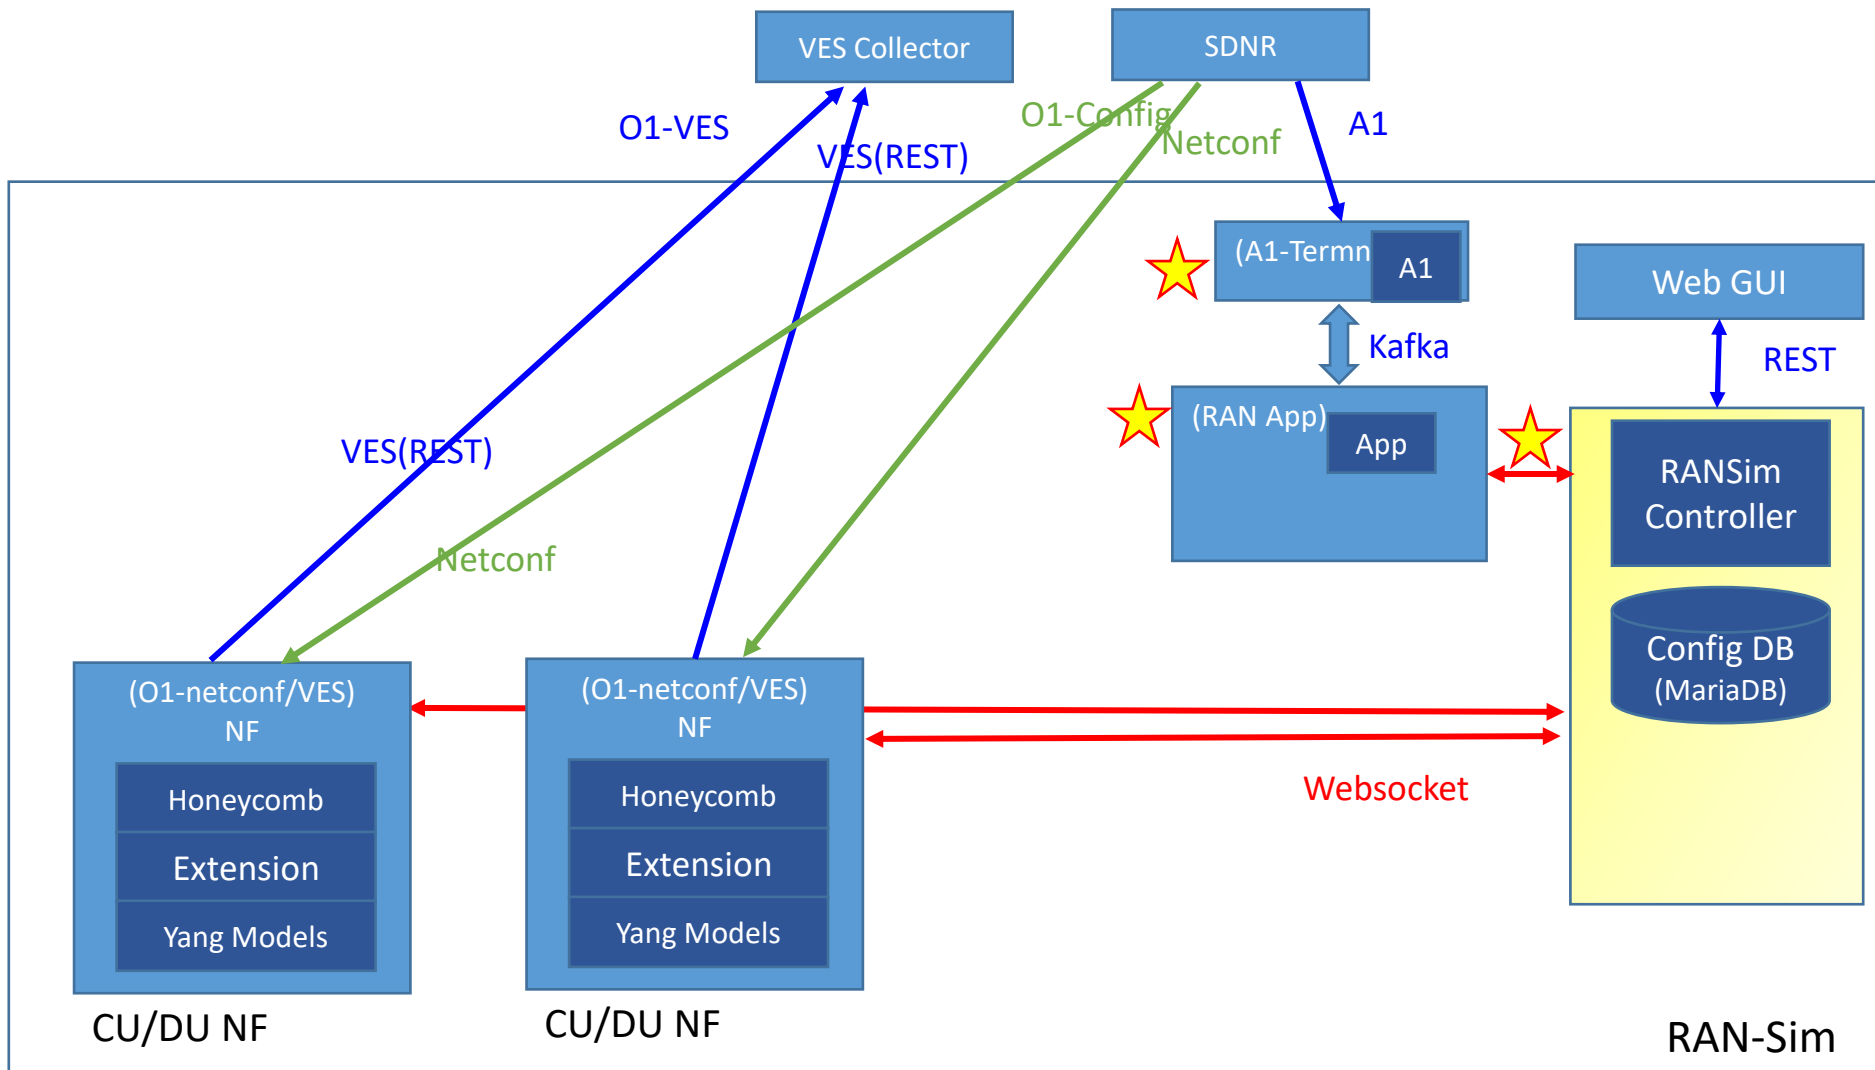 VES Collector
SDNR
O1-VES
VES(REST)
O1-Config
Netconf
A1
(A1-Termn
A1
Web GUI
Kafka
REST
(RAN App)
App
RANSim
Controller
VES(REST)
Netconf
Config DB
(MariaDB)
(O1-netconf/VES)
NF
(O1-netconf/VES)
NF
Websocket
Honeycomb
Extension
Yang Models
Honeycomb
Extension
Yang Models
CU/DU NF
CU/DU NF
RAN-Sim